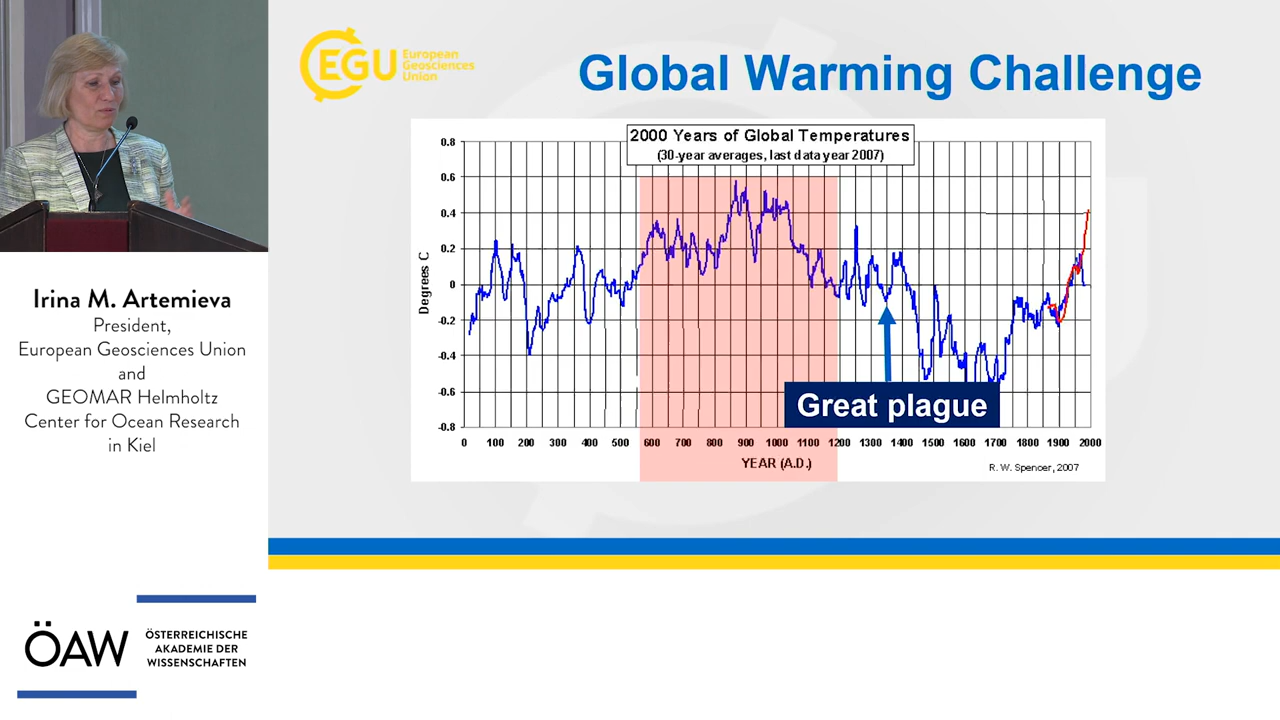 EGU European
Geosciences
Union
Global Warming Challenge
2000 Years of Global Temperatures
(30-year averages, last data year 2007)
0.8
0.6
0.4
0.2
0
-0.2
-0.4
-0.6
-0.8
Degrees C
Great plague
0 100 200 300 400 500 600 700 800 900 1000 1100 1200 1300 1400 1500 1600 1700 1800 1900 2000
YEAR (A.D.)
R. W. Spencer, 2007
Irina M. Artemieva
President,
European Geosciences Union
and
GEOMAR Helmholtz
Center for Ocean Research
in Kiel
ÖAW
ÖSTERREICHISCHE
AKADEMIE DER
WISSENSCHAFTEN